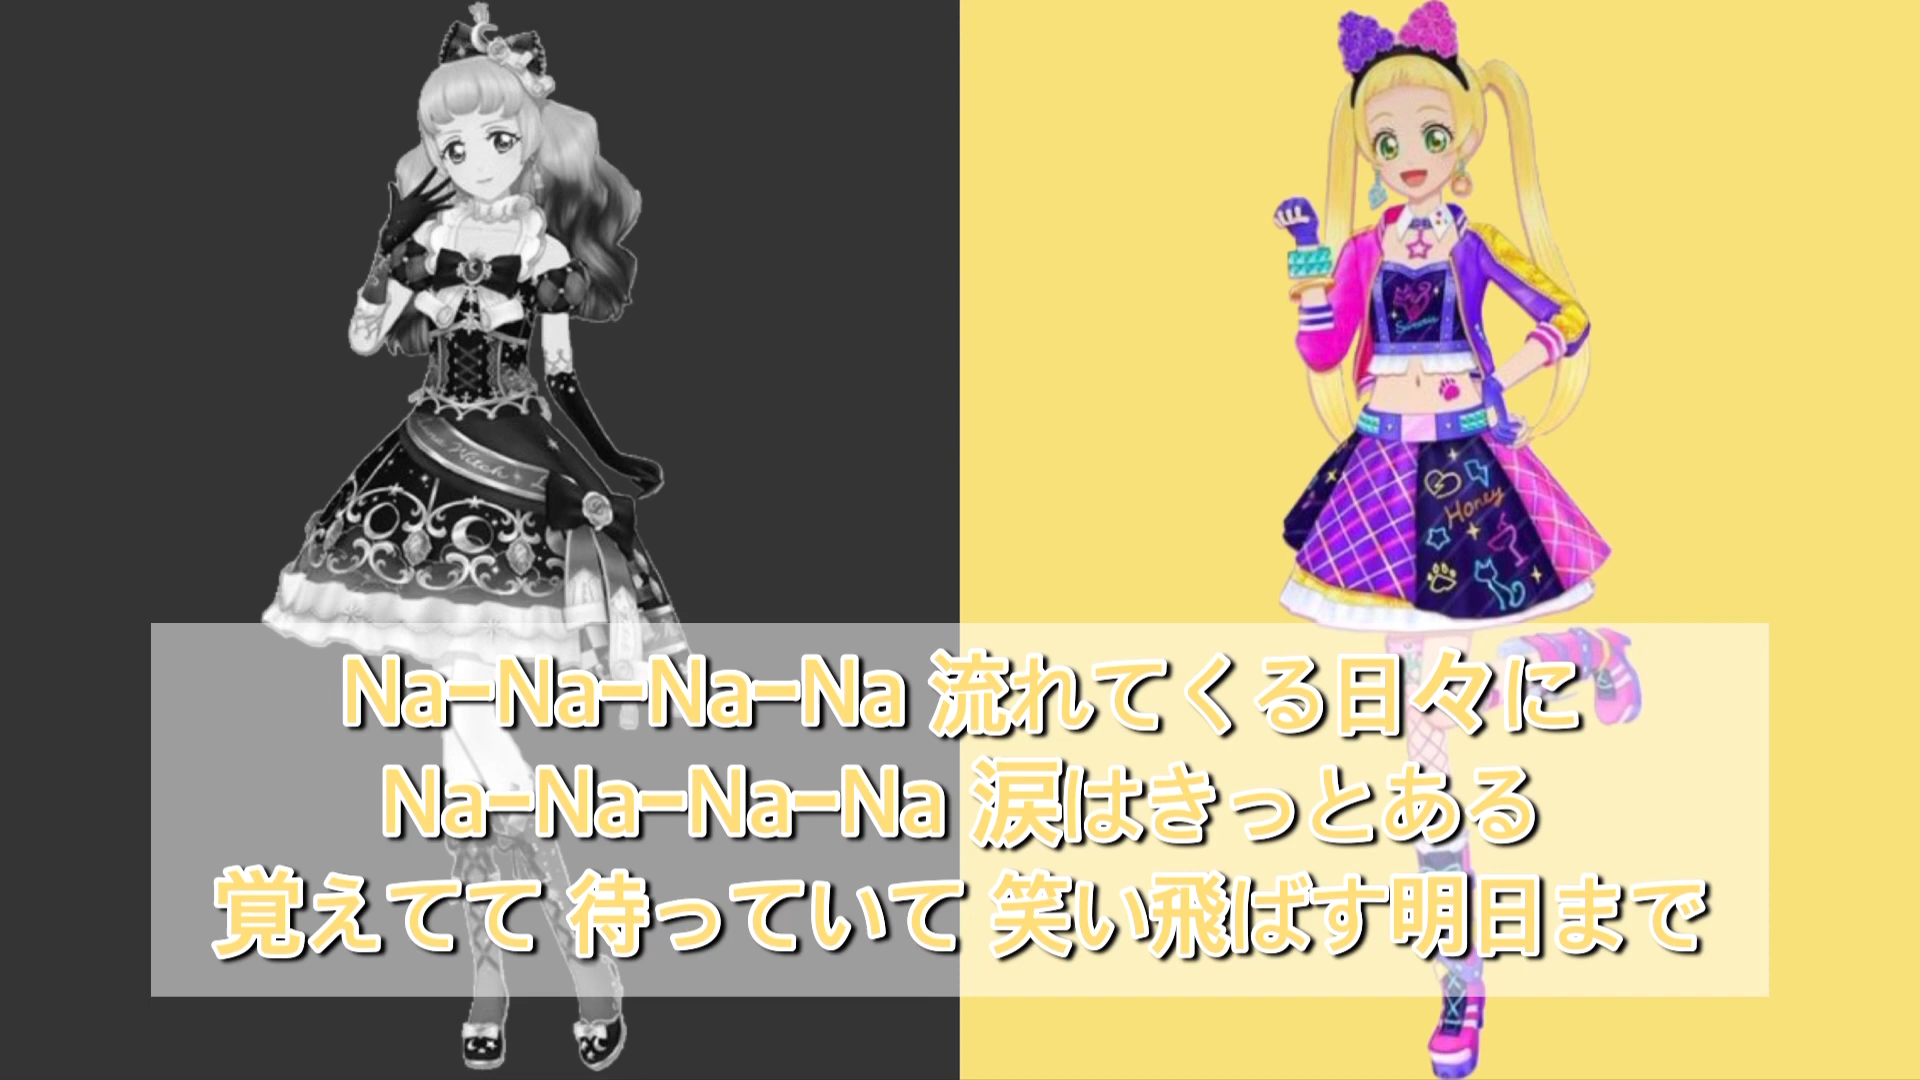 Na-Na-Na-Na 流れてくる日々に
Na-Na-Na-Na 涙はきっとある
覚えてて 待っていて 笑い飛ばす明日まで
Honey